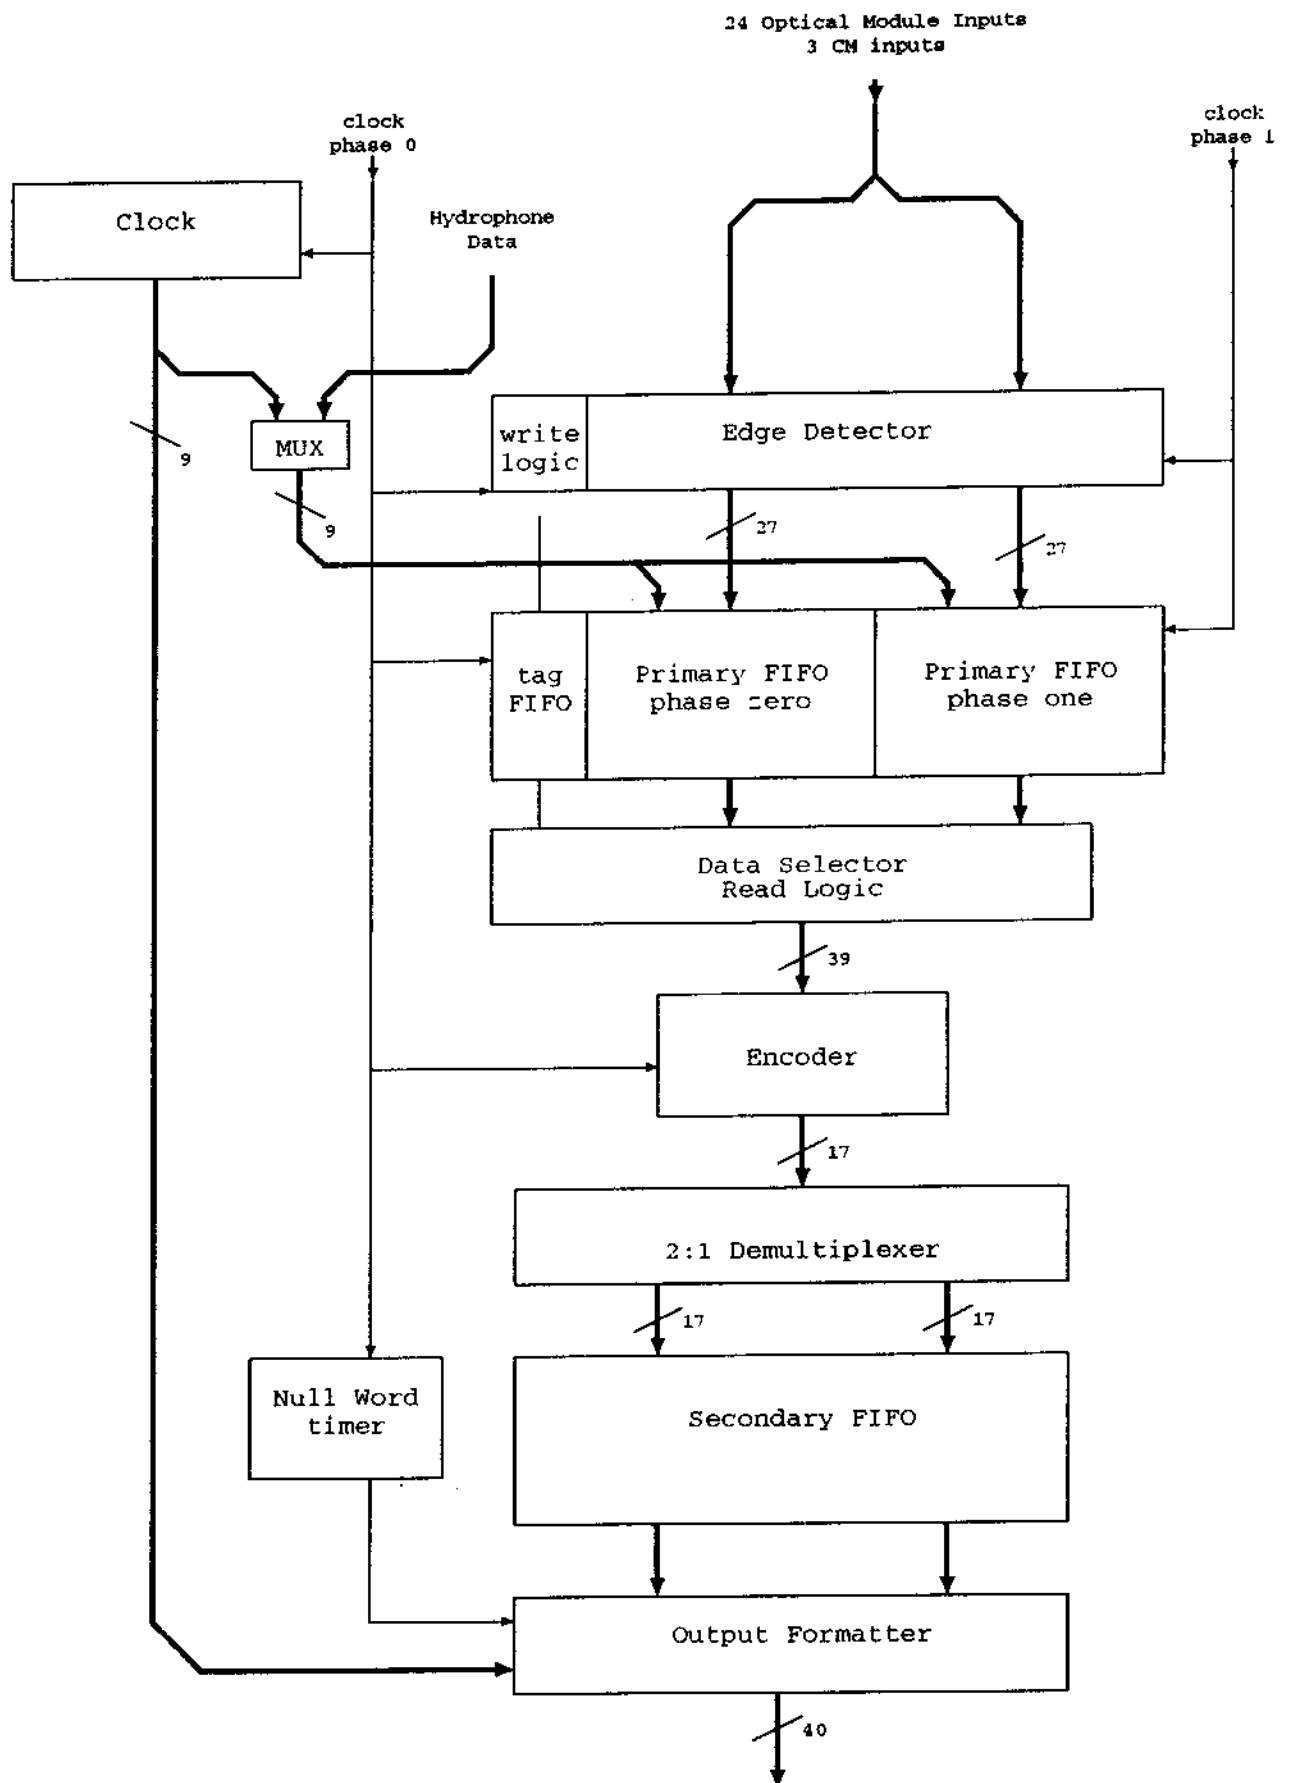 24 Optical Module Inputs
3 CM inputs
clock
phase 0
clock
phase 1
Clock
Hydrophone
Data
MUX
write
logic
Edge Detector
9
9
27
27
tag
FIFO
Primary FIFO
phase zero
Primary FIFO
phase one
Data Selector
Read Logic
39
Encoder
17
2:1 Demultiplexer
17
17
Null Word
timer
Secondary FIFO
Output Formatter
40